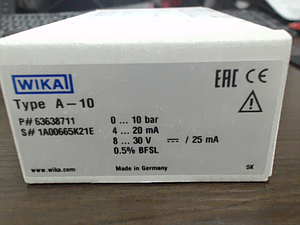 WIKA
EAC CE
Type A-10
P# 63638711 0 ... 10 bar
S# 1A00665K21E 4 ... 20 mA
8 ... 30 V ⎓ / 25 mA
0.5% BFSL
www.wika.com Made in Germany SK